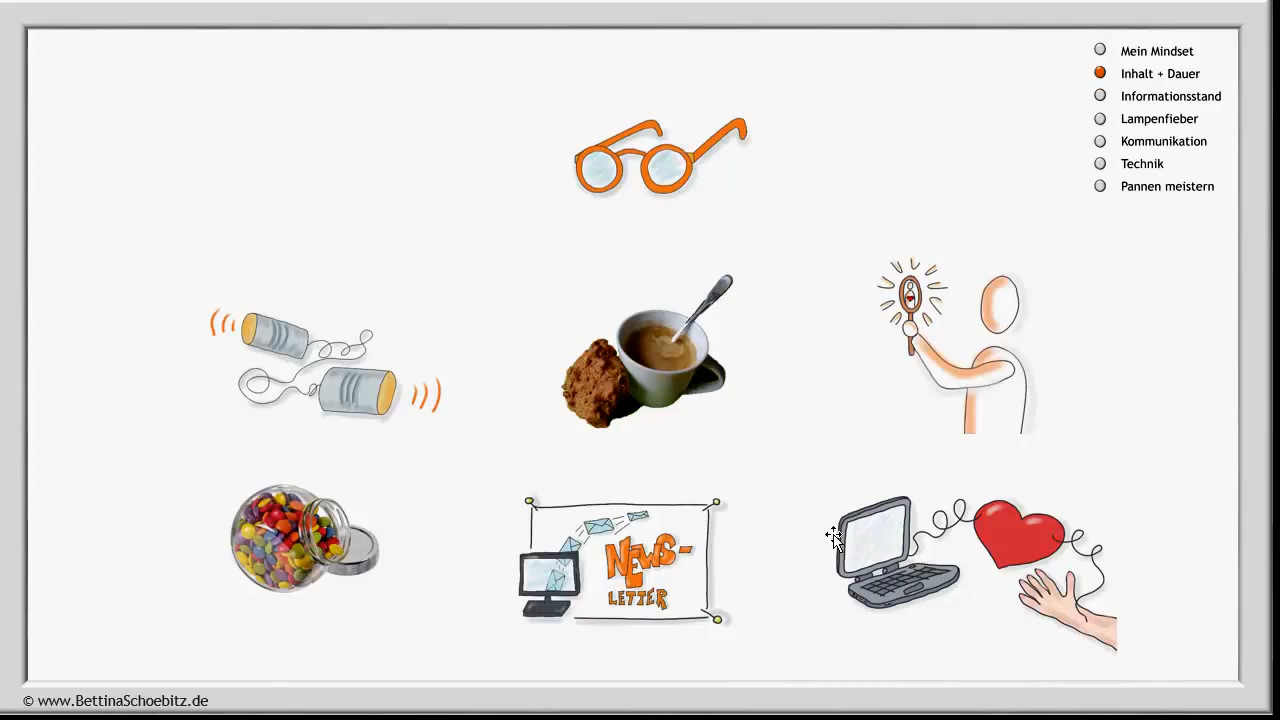 Mein Mindset
Inhalt + Dauer
Informationsstand
Lampenfieber
Kommunikation
Technik
Pannen meistern
NEWS-
LETTER
© www.BettinaSchoebitz.de